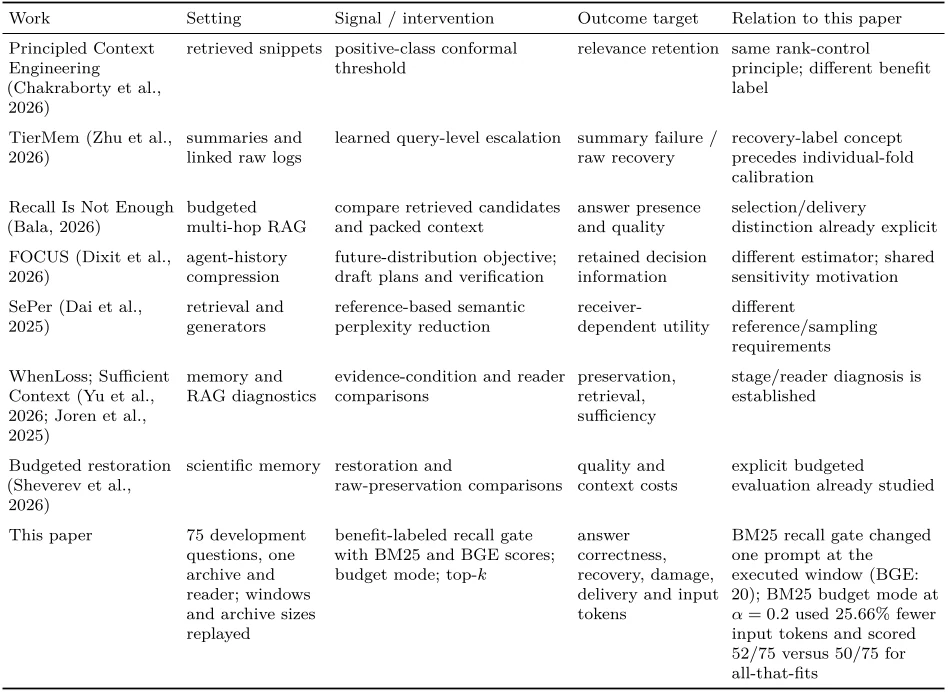 Work Setting Signal / intervention Outcome target Relation to this paper
Principled Context retrieved snippets positive-class conformal relevance retention same rank-control
Engineering threshold principle; different benefit
(Chakraborty et al., label
2026)
TierMem (Zhu et al., summaries and learned query-level escalation summary failure / recovery-label concept
2026) linked raw logs raw recovery precedes individual-fold
calibration
Recall Is Not Enough budgeted compare retrieved candidates answer presence selection/delivery
(Bala, 2026) multi-hop RAG and packed context and quality distinction already explicit
FOCUS (Dixit et al., agent-history future-distribution objective; retained decision different estimator; shared
2026) compression draft plans and verification information sensitivity motivation
SePer (Dai et al., retrieval and reference-based semantic receiver- different
2025) generators perplexity reduction dependent utility reference/sampling
requirements
WhenLoss; Sufficient memory and evidence-condition and reader preservation, stage/reader diagnosis is
Context (Yu et al., RAG diagnostics comparisons retrieval, established
2026; Joren et al., sufficiency
2025)
Budgeted restoration scientific memory restoration and quality and explicit budgeted
(Sheverev et al., raw-preservation comparisons context costs evaluation already studied
2026)
This paper 75 development benefit-labeled recall gate answer BM25 recall gate changed
questions, one with BM25 and BGE scores; correctness, one prompt at the
archive and budget mode; top-k recovery, damage, executed window (BGE:
reader; windows delivery and input 20); BM25 budget mode at
and archive sizes tokens α = 0.2 used 25.66% fewer
replayed input tokens and scored
52/75 versus 50/75 for
all-that-fits